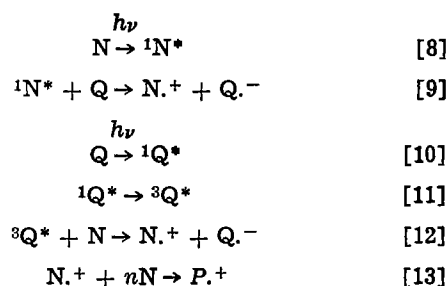 hν
N → ¹N* [8]
¹N* + Q → N.⁺ + Q.⁻ [9]
hν
Q → ¹Q* [10]
¹Q* → ³Q* [11]
³Q* + N → N.⁺ + Q.⁻ [12]
N.⁺ + nN → P.⁺ [13]